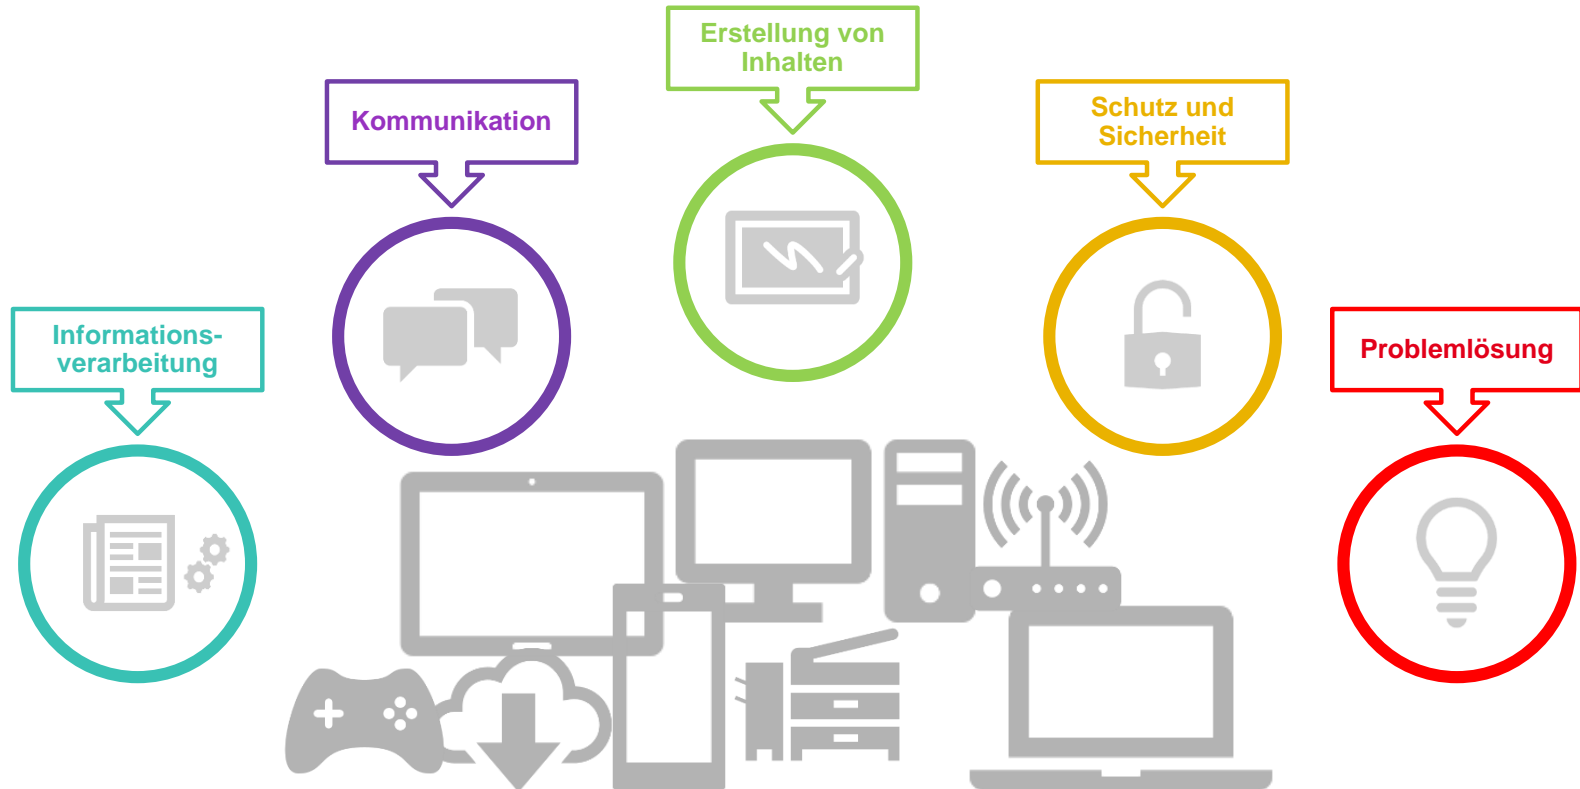 Erstellung von
Inhalten
Kommunikation
Schutz und
Sicherheit
Informations-
verarbeitung
Problemlösung